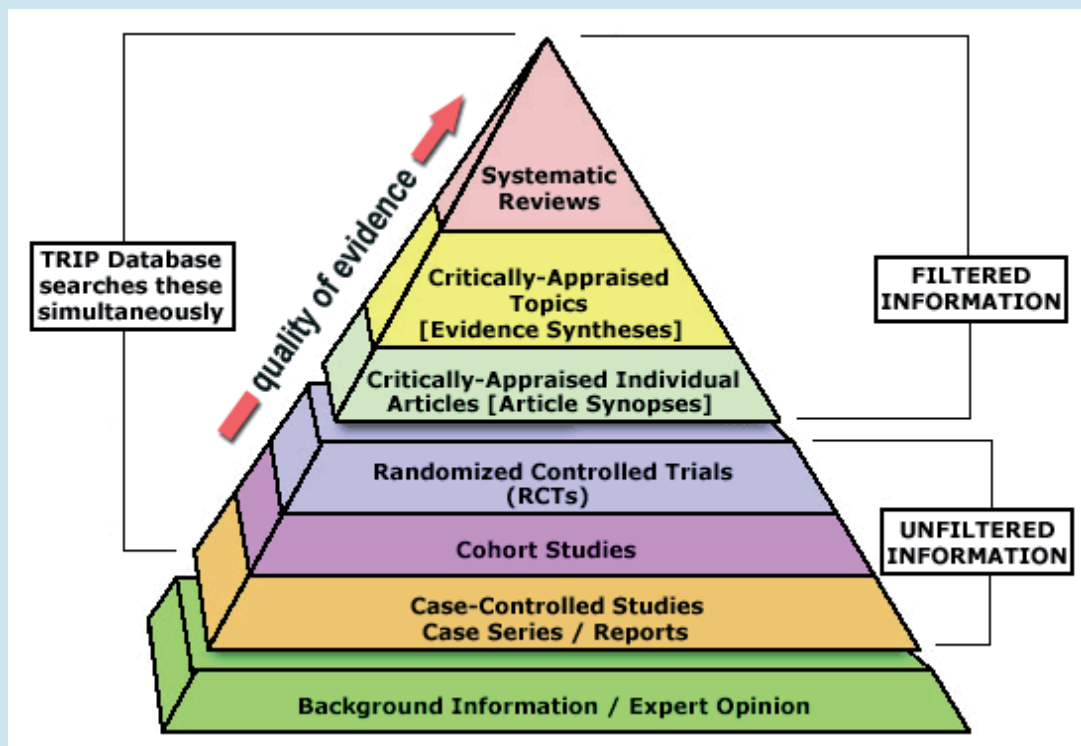 Systematic
Reviews
quality of evidence
TRIP Database
searches these
simultaneously
Critically-Appraised
Topics
[Evidence Syntheses]
FILTERED
INFORMATION
Critically-Appraised Individual
Articles [Article Synopses]
Randomized Controlled Trials
(RCTs)
UNFILTERED
INFORMATION
Cohort Studies
Case-Controlled Studies
Case Series / Reports
Background Information / Expert Opinion